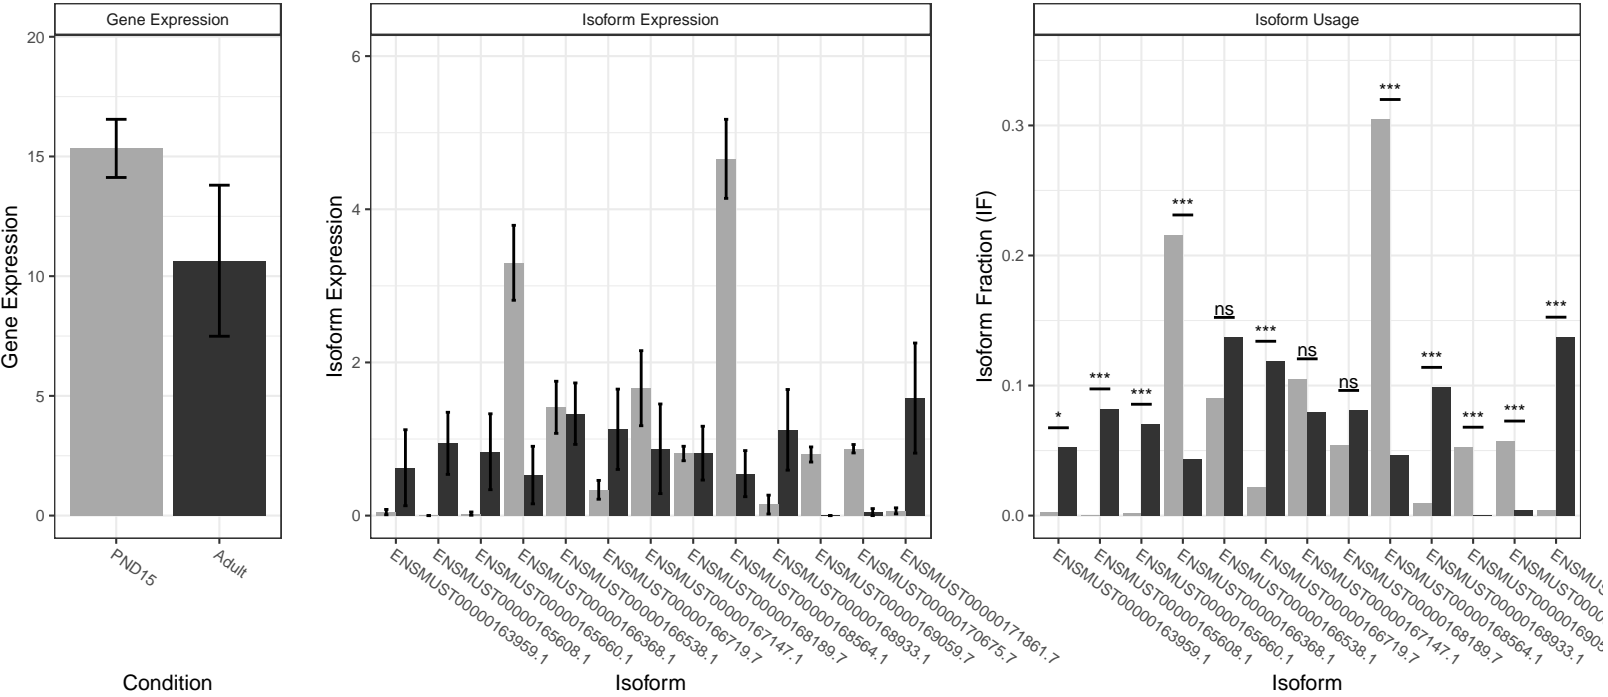 Gene Expression
20
15
10
5
0
Gene Expression
PND15
Adult
Condition
Isoform Expression
6
4
2
0
Isoform Expression
ENSMUST00000163959.1
ENSMUST00000165608.1
ENSMUST00000165660.1
ENSMUST00000166368.1
ENSMUST00000166538.1
ENSMUST00000166719.7
ENSMUST00000167147.1
ENSMUST00000168189.7
ENSMUST00000168564.1
ENSMUST00000168933.1
ENSMUST00000169059.7
ENSMUST00000170675.7
ENSMUST00000171861.7
Isoform
Isoform Usage
0.3
0.2
0.1
0.0
Isoform Fraction (IF)
*
***
***
***
ns
***
ns
ns
***
***
***
***
***
ENSMUST00000163959.1
ENSMUST00000165608.1
ENSMUST00000165660.1
ENSMUST00000166368.1
ENSMUST00000166538.1
ENSMUST00000166719.7
ENSMUST00000167147.1
ENSMUST00000168189.7
ENSMUST00000168564.1
ENSMUST00000168933.1
Isoform